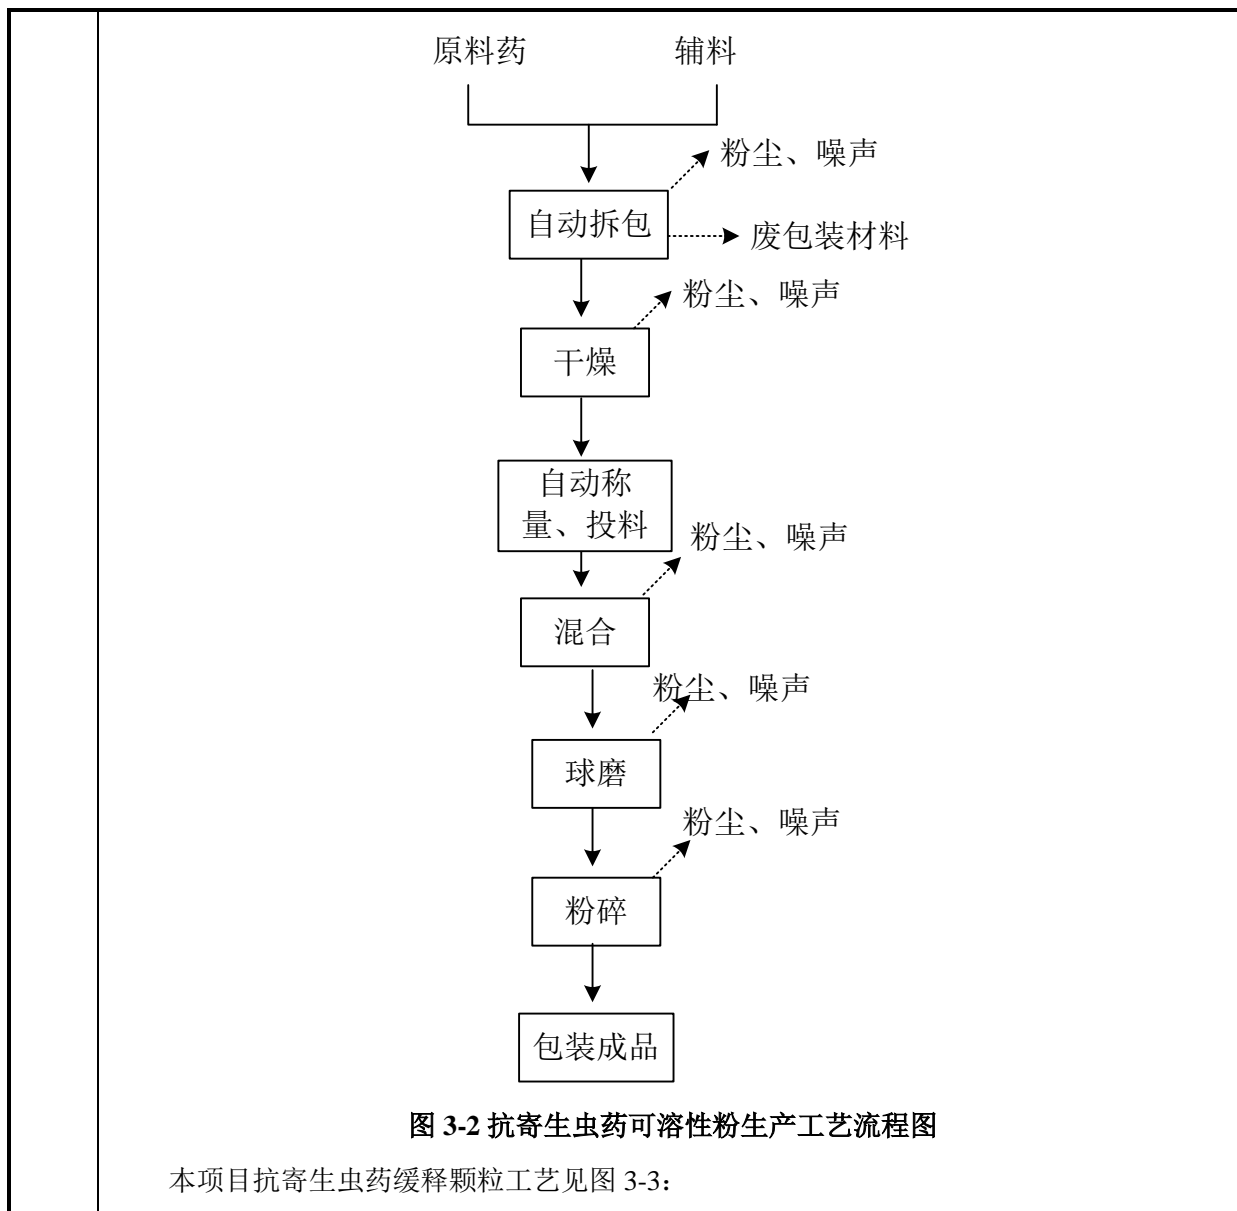 原料药 辅料
粉尘、噪声
自动拆包
废包装材料
粉尘、噪声
干燥
自动称
量、投料
粉尘、噪声
混合
粉尘、噪声
球磨
粉尘、噪声
粉碎
包装成品
图 3-2 抗寄生虫药可溶性粉生产工艺流程图
本项目抗寄生虫药缓释颗粒工艺见图 3-3：